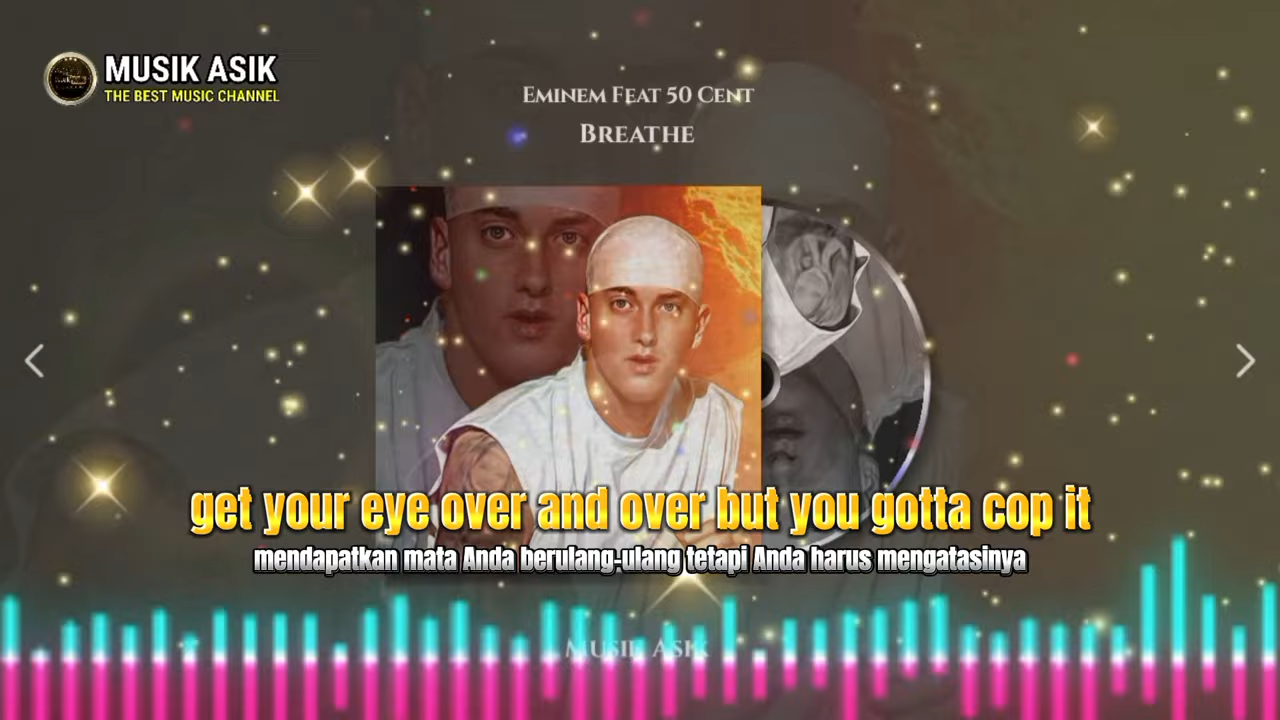 MUSIK ASIK
THE BEST MUSIC CHANNEL
EMINEM FEAT 50 CENT
BREATHE
get your eye over and over but you gotta cop it
mendapatkan mata Anda berulang-ulang tetapi Anda harus mengatasinya
MUSIK ASIK